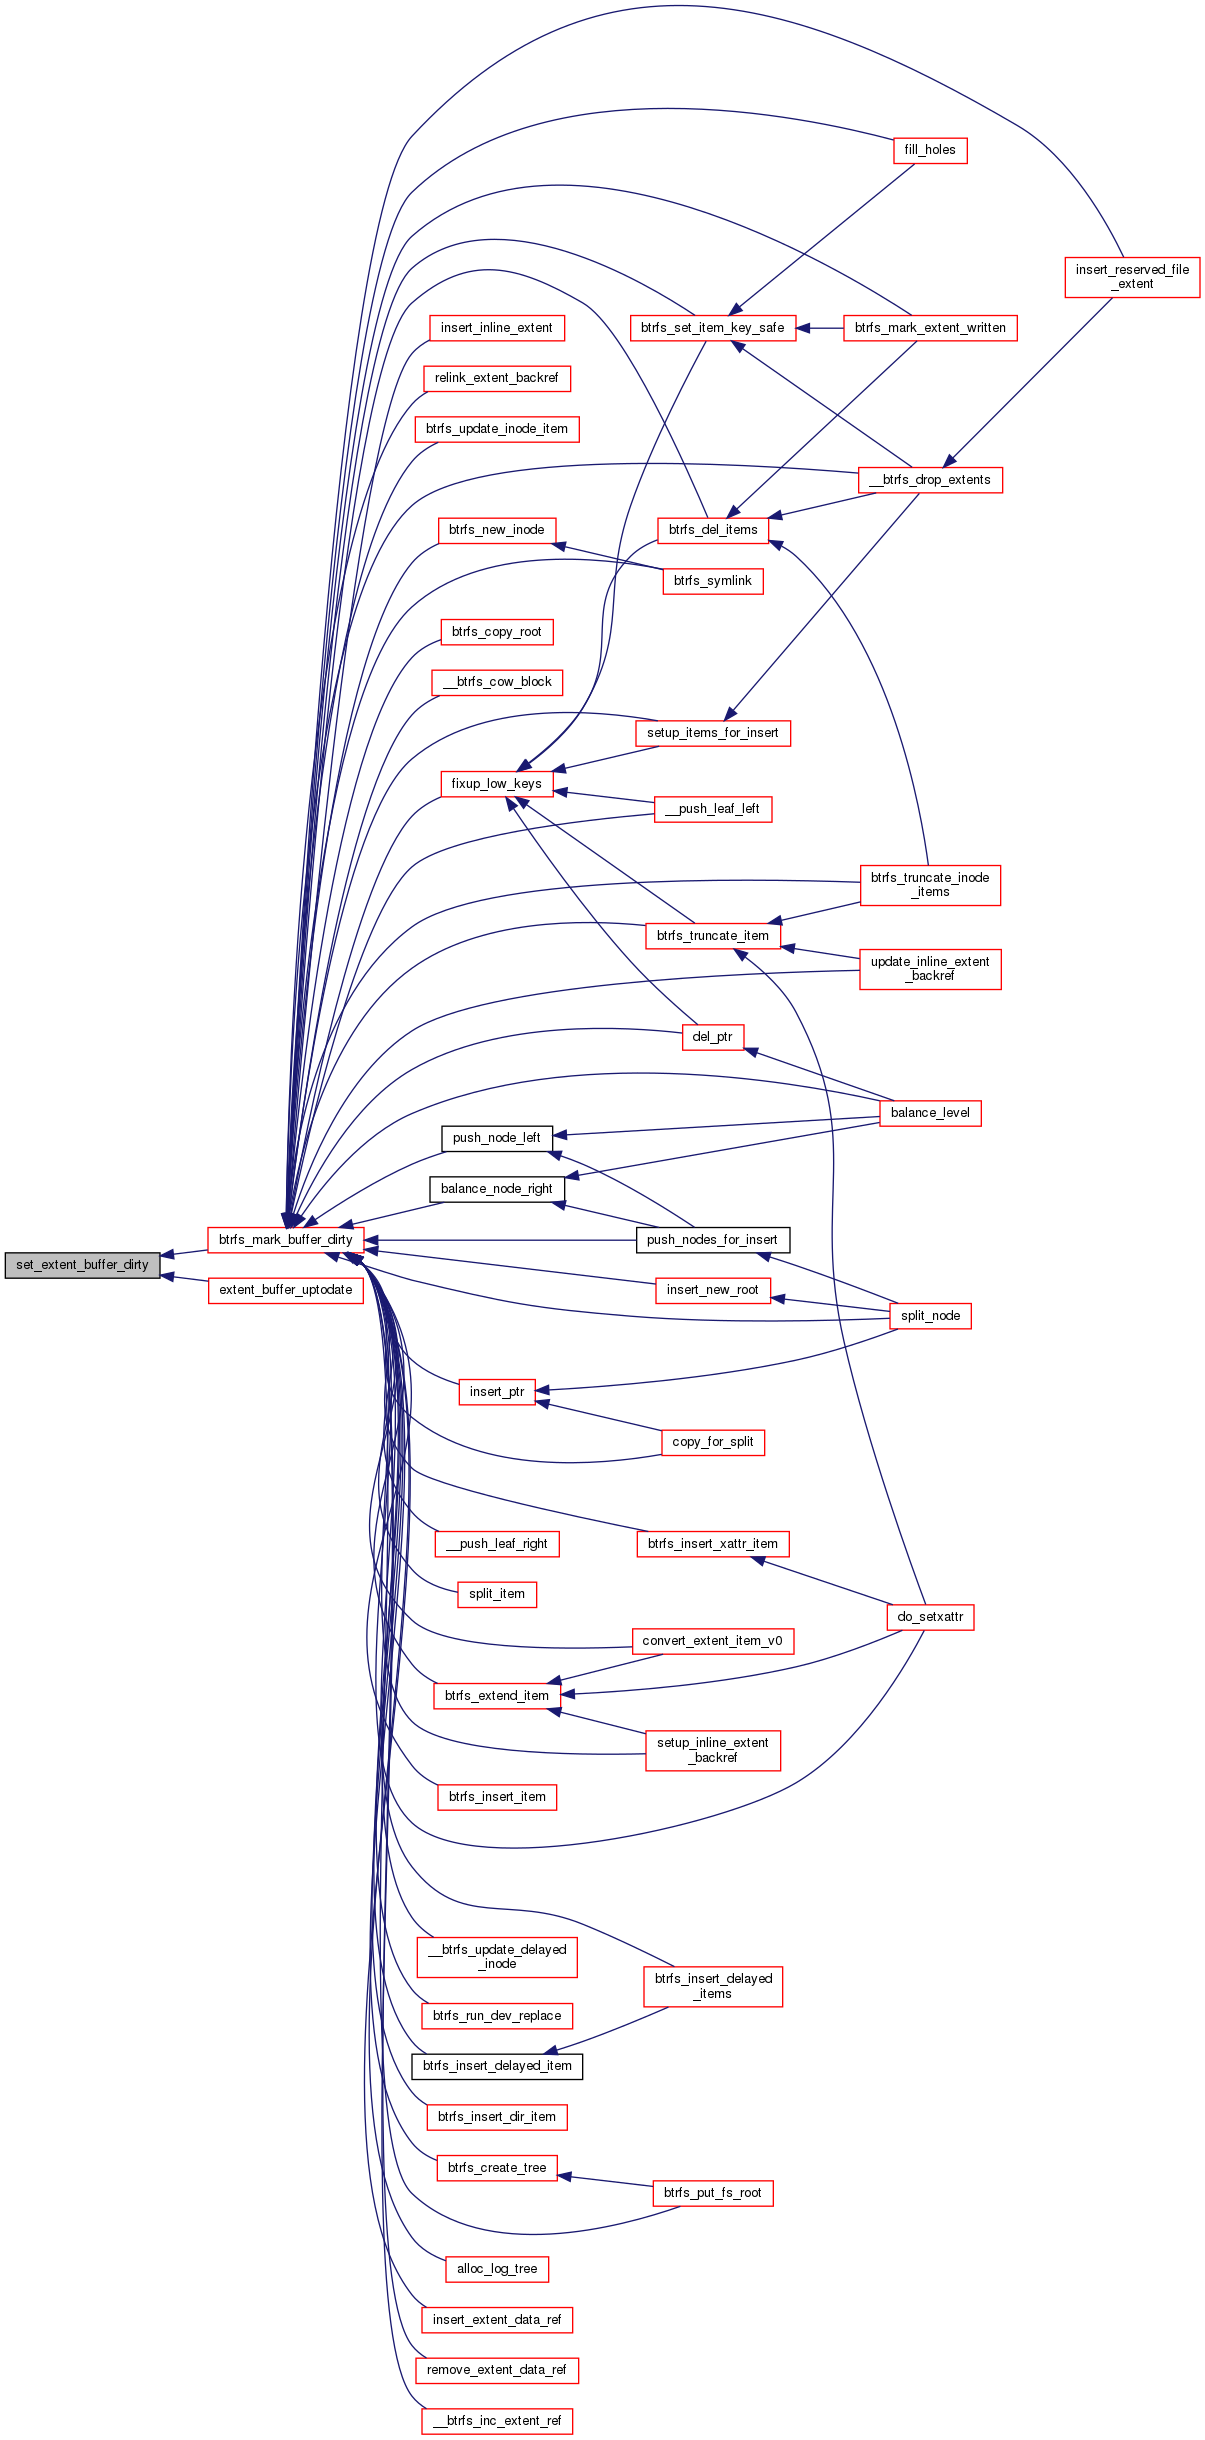 fill_holes
insert_reserved_file
_extent
insert_inline_extent
btrfs_set_item_key_safe
btrfs_mark_extent_written
relink_extent_backref
btrfs_update_inode_item
__btrfs_drop_extents
btrfs_new_inode
btrfs_del_items
btrfs_symlink
btrfs_copy_root
__btrfs_cow_block
setup_items_for_insert
fixup_low_keys
__push_leaf_left
btrfs_truncate_inode
_items
btrfs_truncate_item
update_inline_extent
_backref
del_ptr
balance_level
push_node_left
balance_node_right
btrfs_mark_buffer_dirty
push_nodes_for_insert
set_extent_buffer_dirty
extent_buffer_uptodate
insert_new_root
split_node
insert_ptr
copy_for_split
__push_leaf_right
btrfs_insert_xattr_item
split_item
do_setxattr
convert_extent_item_v0
btrfs_extend_item
setup_inline_extent
_backref
btrfs_insert_item
__btrfs_update_delayed
_inode
btrfs_insert_delayed
_items
btrfs_run_dev_replace
btrfs_insert_delayed_item
btrfs_insert_dir_item
btrfs_create_tree
btrfs_put_fs_root
alloc_log_tree
insert_extent_data_ref
remove_extent_data_ref
__btrfs_inc_extent_ref